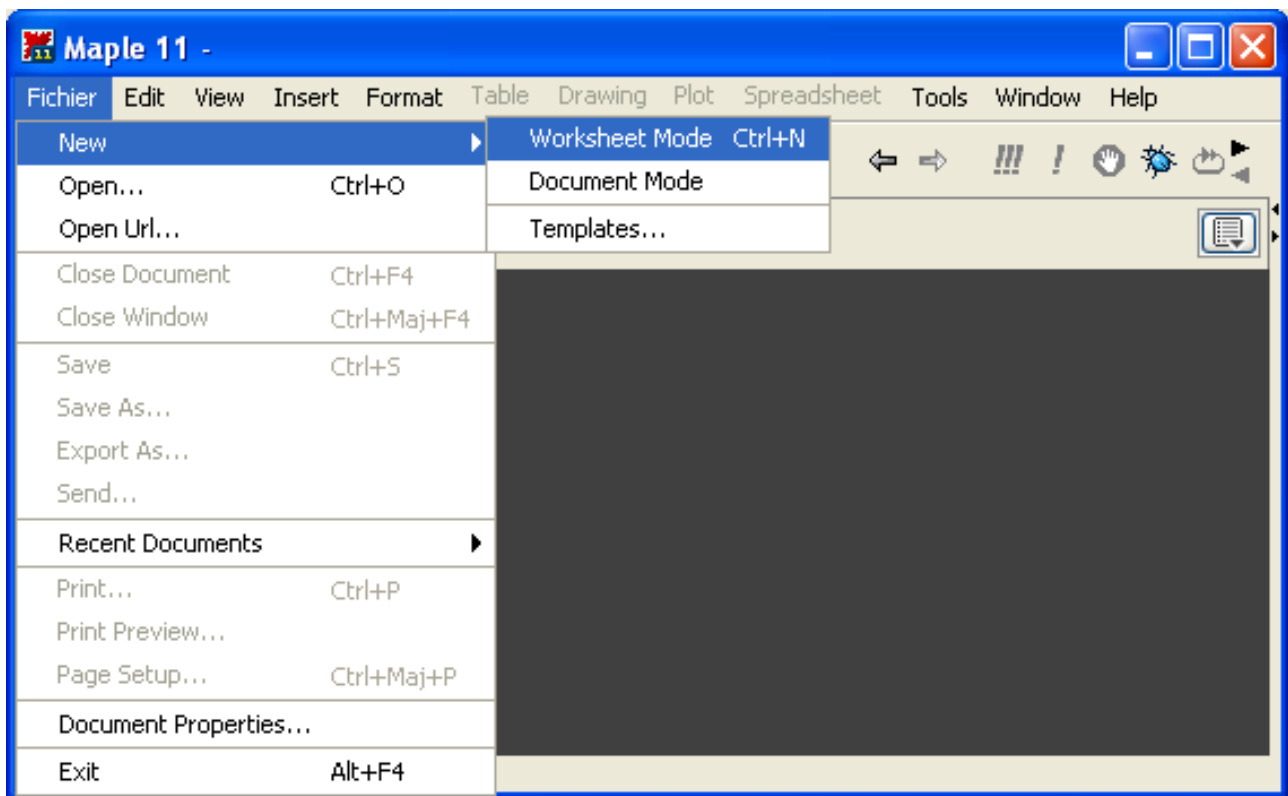 Maple 11 -
Fichier Edit View Insert Format Table Drawing Plot Spreadsheet Tools Window Help
New
Worksheet Mode Ctrl+N
Open... Ctrl+O
Document Mode
Open Url...
Templates...
Close Document Ctrl+F4
Close Window Ctrl+Maj+F4
Save Ctrl+S
Save As...
Export As...
Send...
Recent Documents
Print... Ctrl+P
Print Preview...
Page Setup... Ctrl+Maj+P
Document Properties...
Exit Alt+F4